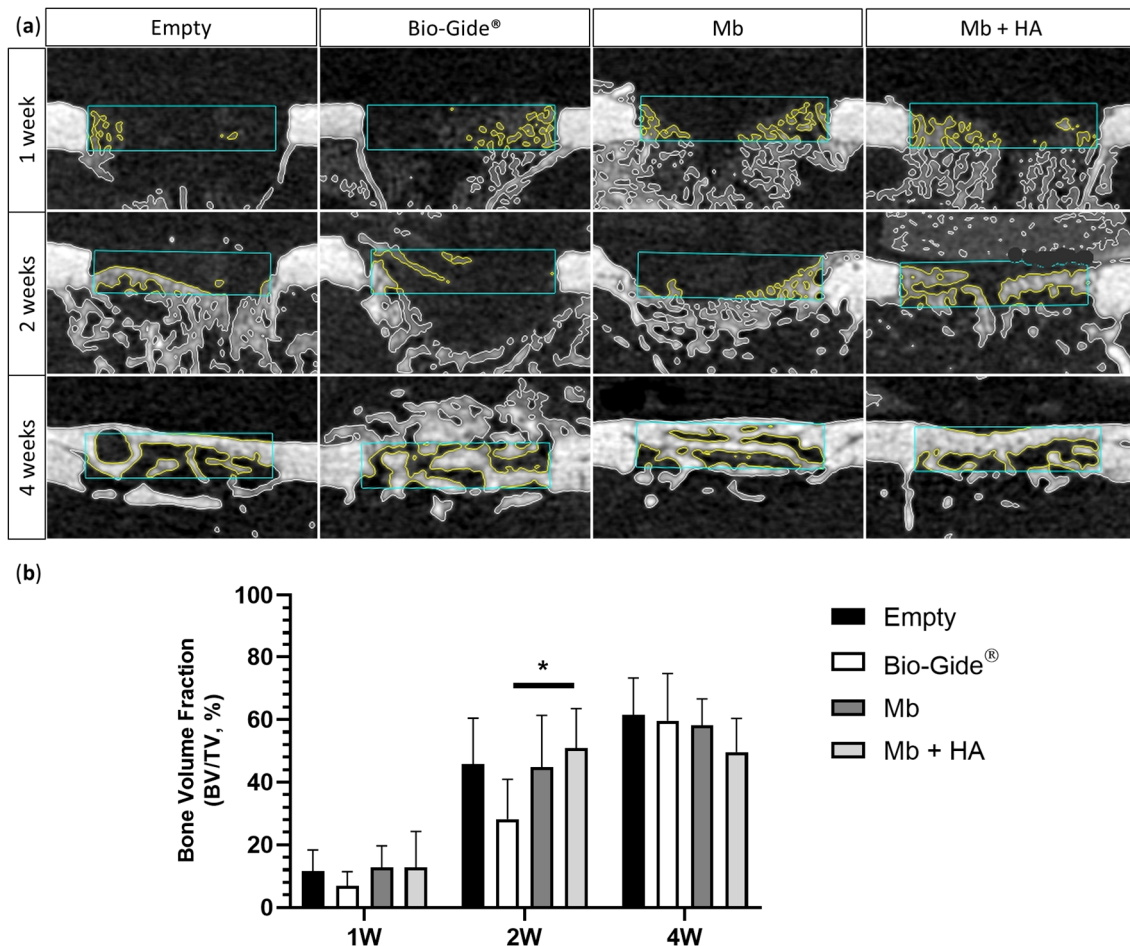 (a)
Empty
Bio-Gide®
Mb
Mb + HA
1 week
2 weeks
4 weeks
(b)
Bone Volume Fraction
(BV/TV, %)
100
80
60
40
20
0
*
1W
2W
4W
Empty
Bio-Gide®
Mb
Mb + HA